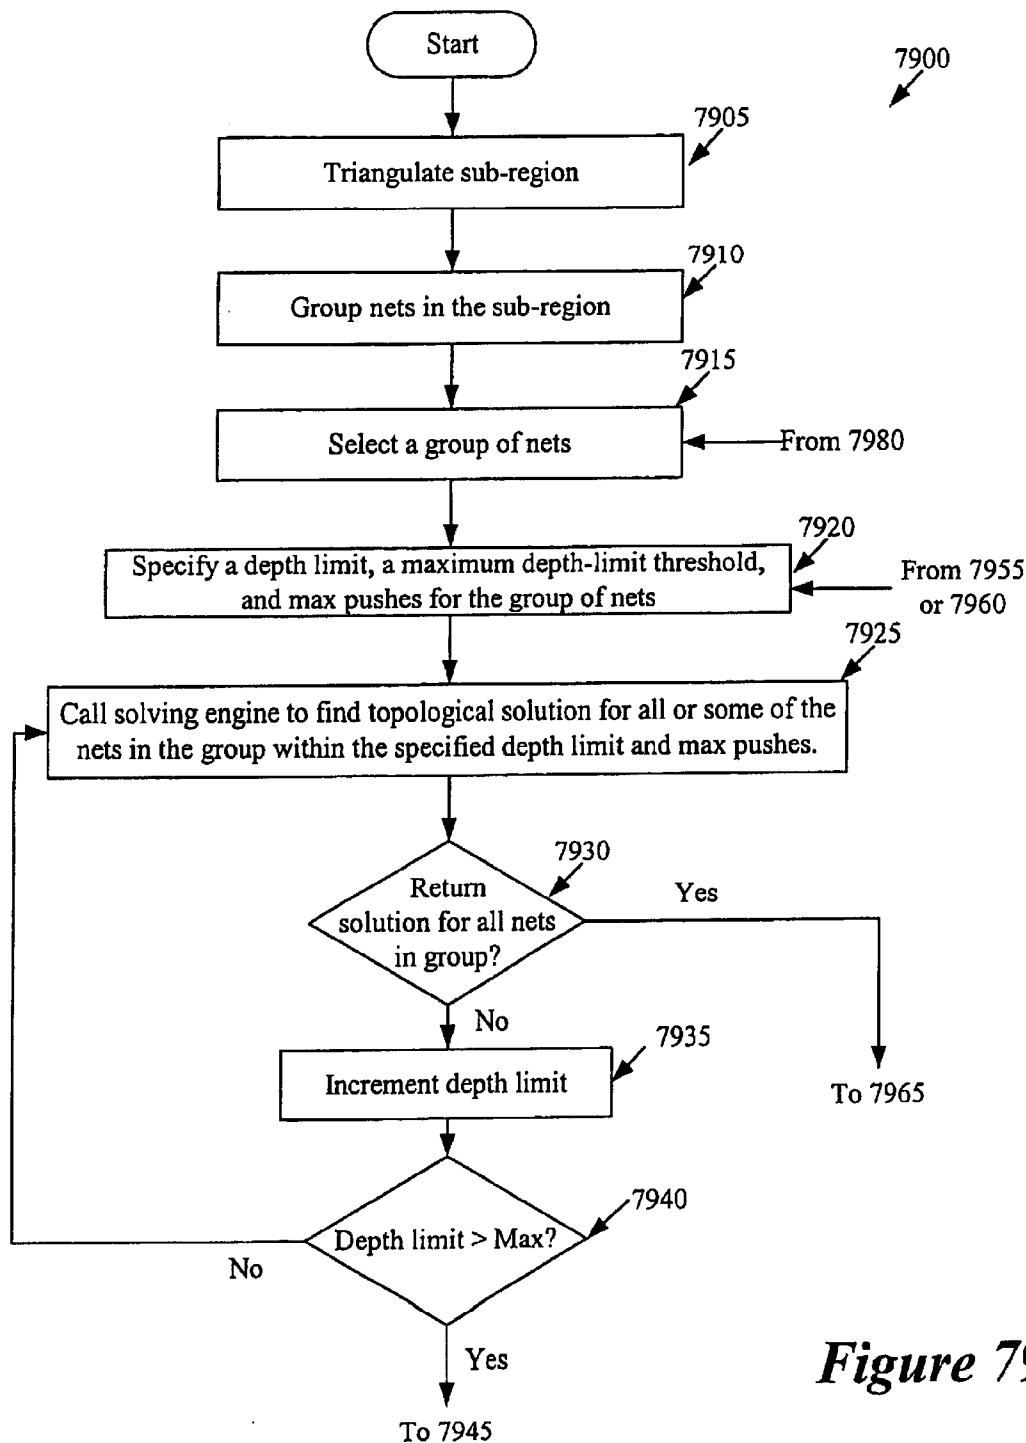 Start
7900
7905
Triangulate sub-region
7910
Group nets in the sub-region
7915
Select a group of nets
From 7980
7920
Specify a depth limit, a maximum depth-limit threshold,
and max pushes for the group of nets
From 7955
or 7960
7925
Call solving engine to find topological solution for all or some of the
nets in the group within the specified depth limit and max pushes.
7930
Return
solution for all nets
in group?
Yes
No
7935
Increment depth limit
To 7965
7940
Depth limit > Max?
No
Yes
To 7945
Figure 79